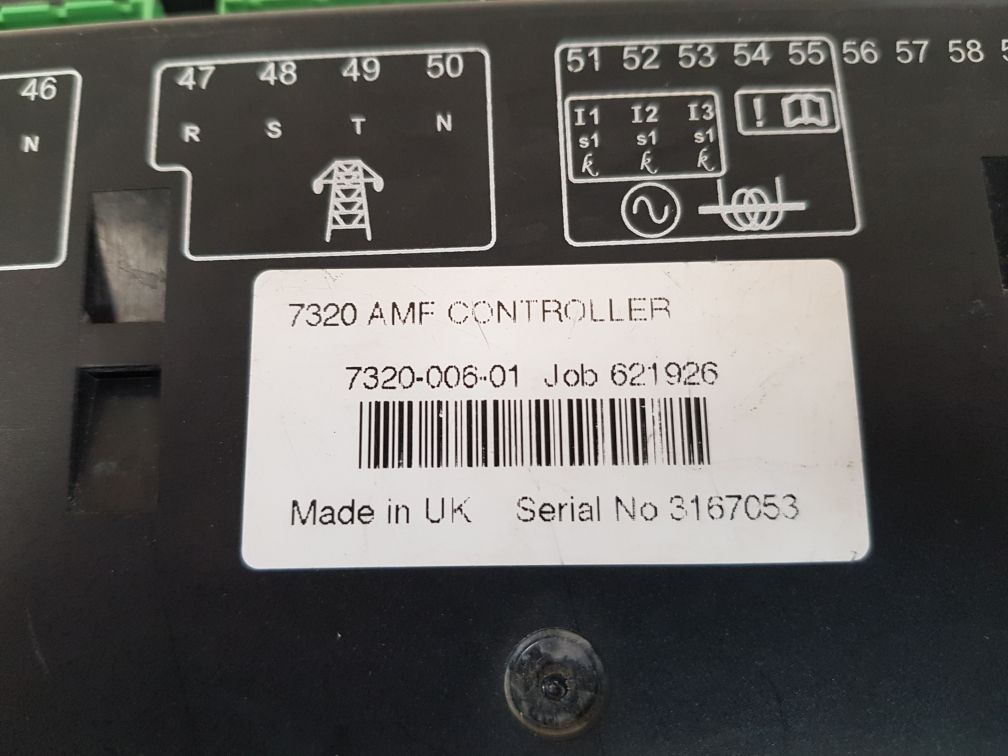 46
N
47 48 49 50
R S T N
51 52 53 54 55 56 57 58 5
I1 I2 I3 !
s1 s1 s1
k k k
7320 AMF CONTROLLER
7320-006-01 Job 621926
Made in UK Serial No 3167053